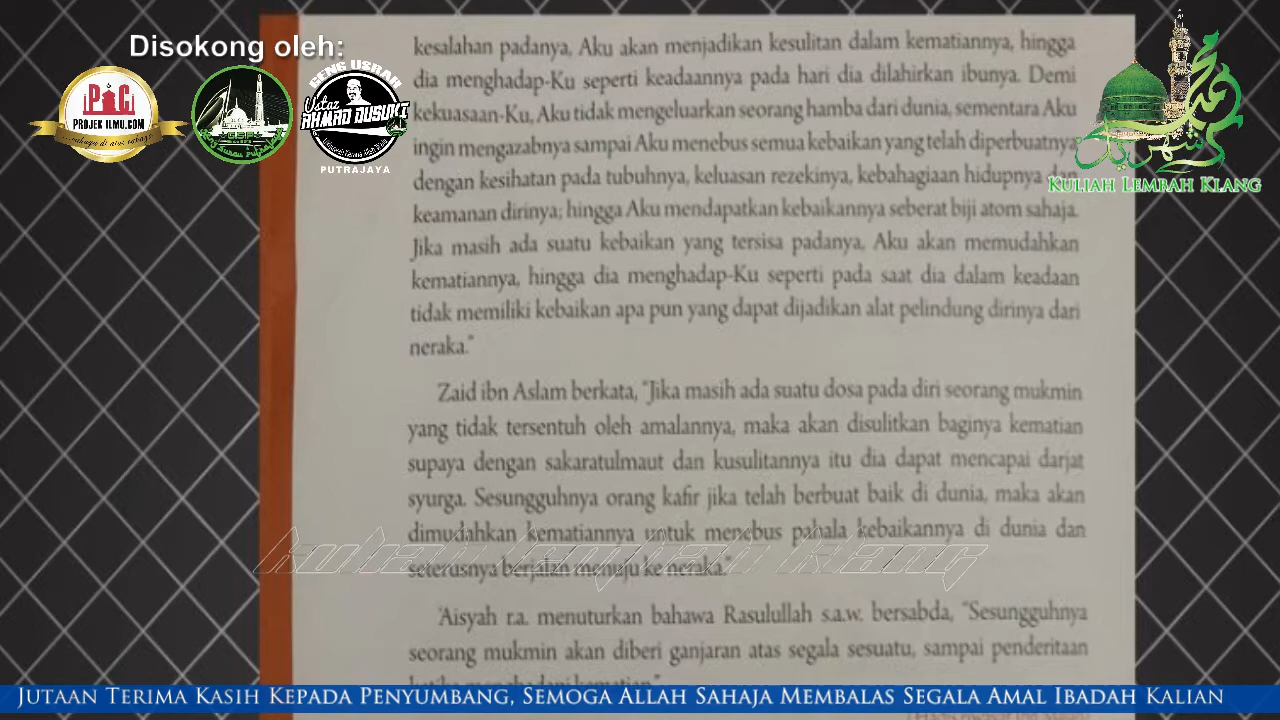 Disokong oleh:
PIC
PROJEK ILMU.COM
GENG USRAH
Ustaz
AHMAD DUSUKI
PUTRAJAYA
KULIAH LEMBAH KLANG
kesalahan padanya, Aku akan menjadikan kesulitan dalam kematiannya, hingga
dia menghadap-Ku seperti keadaannya pada hari dia dilahirkan ibunya. Demi
kekuasaan-Ku, Aku tidak mengeluarkan seorang hamba dari dunia, sementara Aku
ingin mengazabnya sampai Aku menebus semua kebaikan yang telah diperbuatnya
dengan kesihatan pada tubuhnya, keluasan rezekinya, kebahagiaan hidupnya
keamanan dirinya; hingga Aku mendapatkan kebaikannya seberat biji atom sahaja.
Jika masih ada suatu kebaikan yang tersisa padanya, Aku akan memudahkan
kematiannya, hingga dia menghadap-Ku seperti pada saat dia dalam keadaan
tidak memiliki kebaikan apa pun yang dapat dijadikan alat pelindung dirinya dari
neraka."
Zaid ibn Aslam berkata, "Jika masih ada suatu dosa pada diri seorang mukmin
yang tidak tersentuh oleh amalannya, maka akan disulitkan baginya kematian
supaya dengan sakaratulmaut dan kusulitannya itu dia dapat mencapai darjat
syurga. Sesungguhnya orang kafir jika telah berbuat baik di dunia, maka akan
dimudahkan kematiannya untuk menebus pahala kebaikannya di dunia dan
seterusnya berjalan menuju ke neraka."
kuliah lembah klang
'Aisyah r.a. menuturkan bahawa Rasulullah s.a.w. bersabda, "Sesungguhnya
seorang mukmin akan diberi ganjaran atas segala sesuatu, sampai penderitaan
JUTAAN TERIMA KASIH KEPADA PENYUMBANG, SEMOGA ALLAH SAHAJA MEMBALAS SEGALA AMAL IBADAH KALIAN